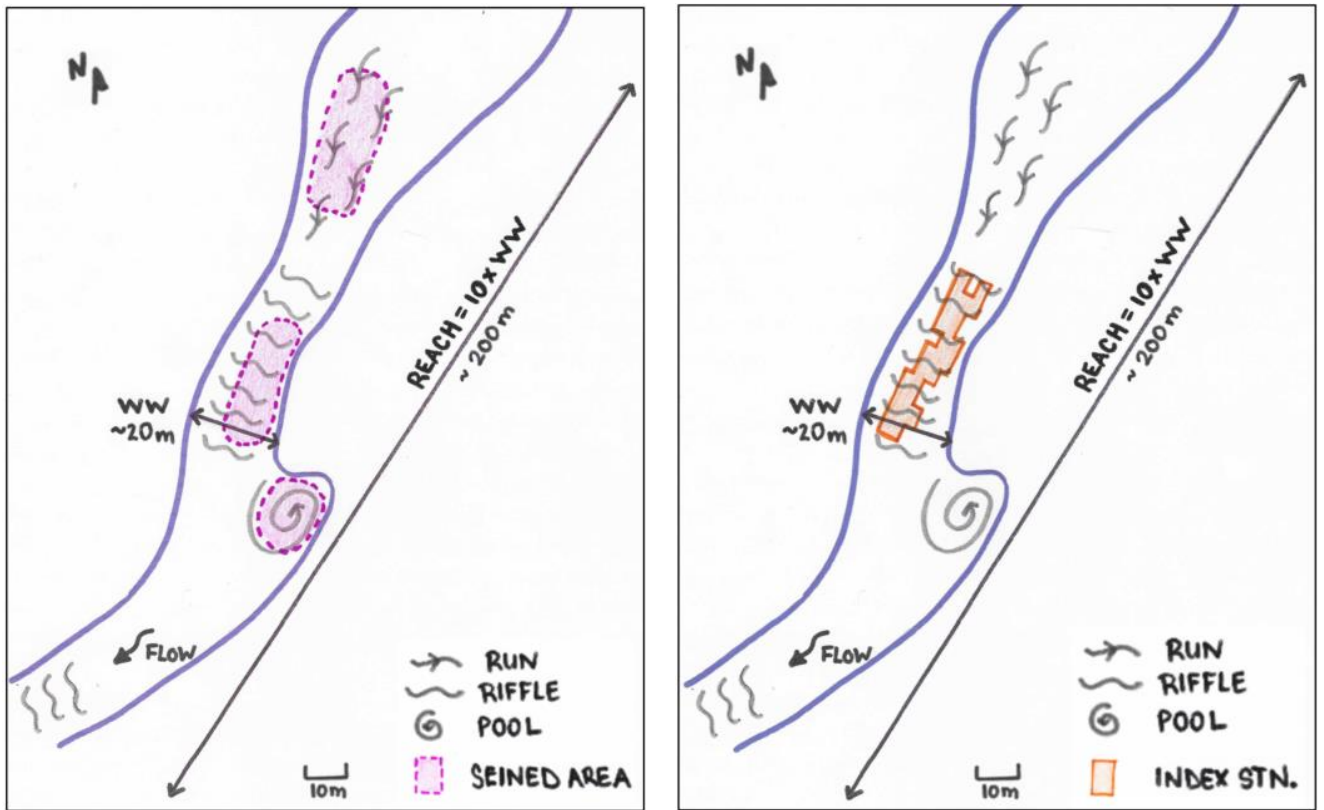 N
REACH = 10 x WW
~ 200 m
WW
~20m
FLOW
RUN
RIFFLE
POOL
SEINED AREA
10m
N
REACH = 10 x WW
~ 200 m
WW
~20m
FLOW
RUN
RIFFLE
POOL
INDEX STN.
10m